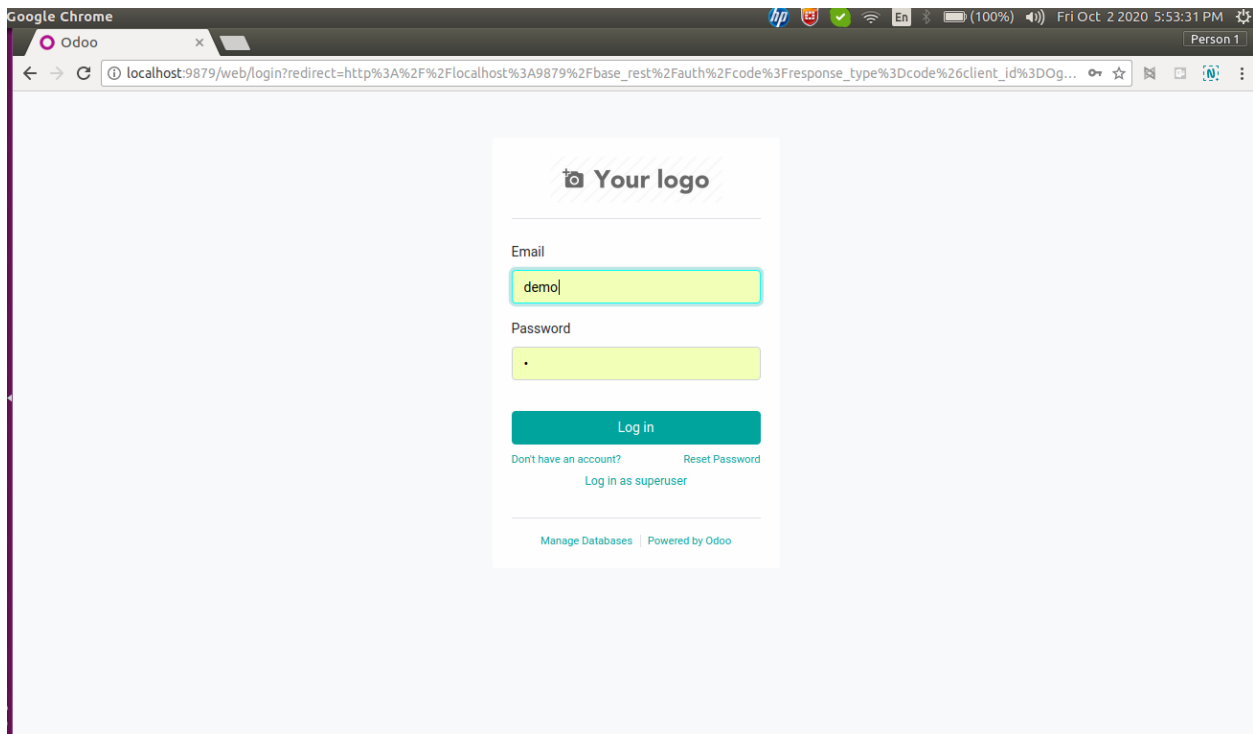 Google Chrome
hp En (100%) Fri Oct 2 2020 5:53:31 PM
Odoo
Person 1
localhost:9879/web/login?redirect=http%3A%2F%2Flocalhost%3A9879%2Fbase_rest%2Fauth%2Fcode%3Fresponse_type%3Dcode%26client_id%3DOg...
N
Your logo
Email
demo
Password
Log in
Don't have an account? Reset Password
Log in as superuser
Manage Databases Powered by Odoo